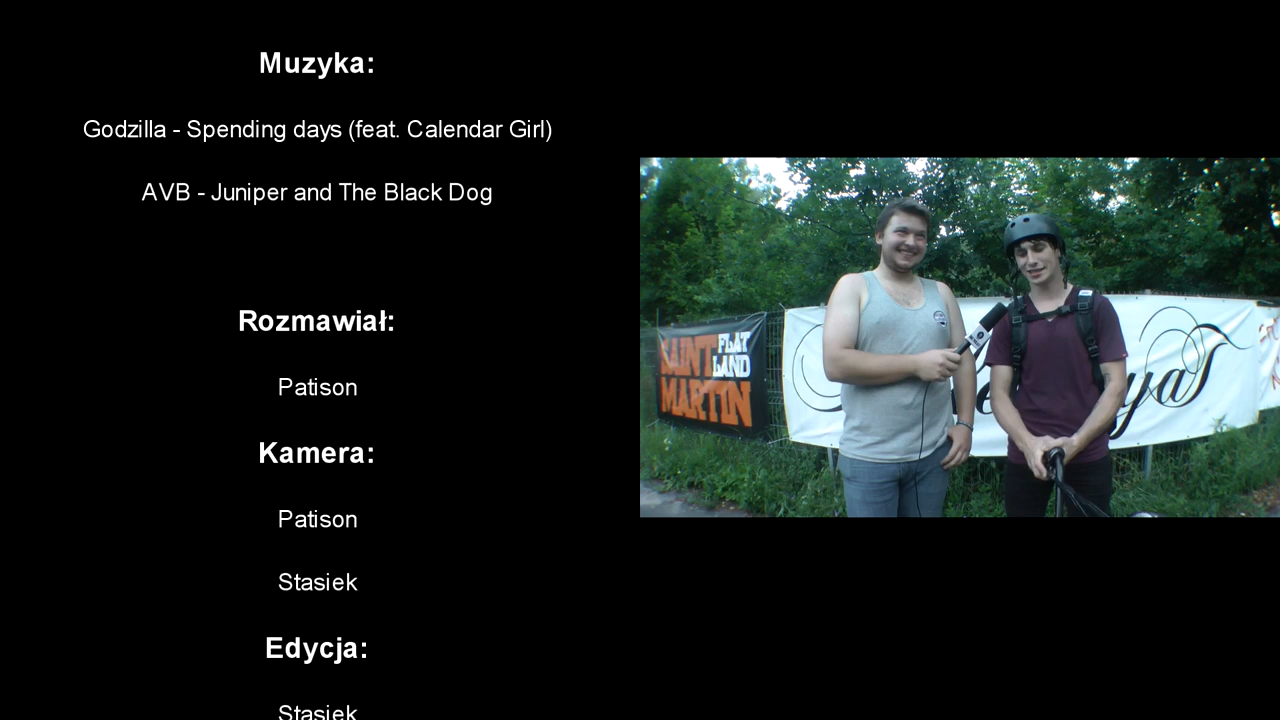 Muzyka:
Godzilla - Spending days (feat. Calendar Girl)
AVB - Juniper and The Black Dog
Rozmawiał:
Patison
Kamera:
Patison
Stasiek
Edycja:
Stasiek
SAINT
FLAT
LAND
MARTIN